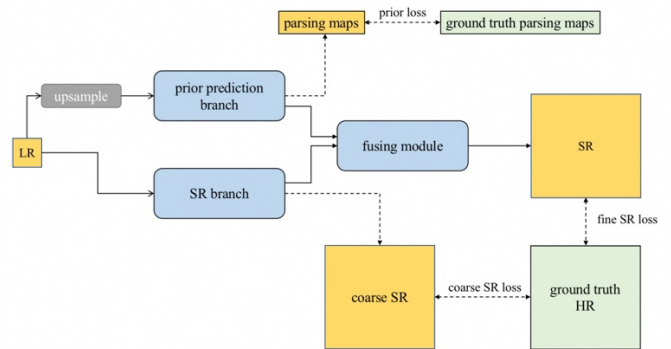 parsing maps
prior loss
ground truth parsing maps
upsample
prior prediction
branch
LR
fusing module
SR
SR branch
fine SR loss
coarse SR
coarse SR loss
ground truth
HR